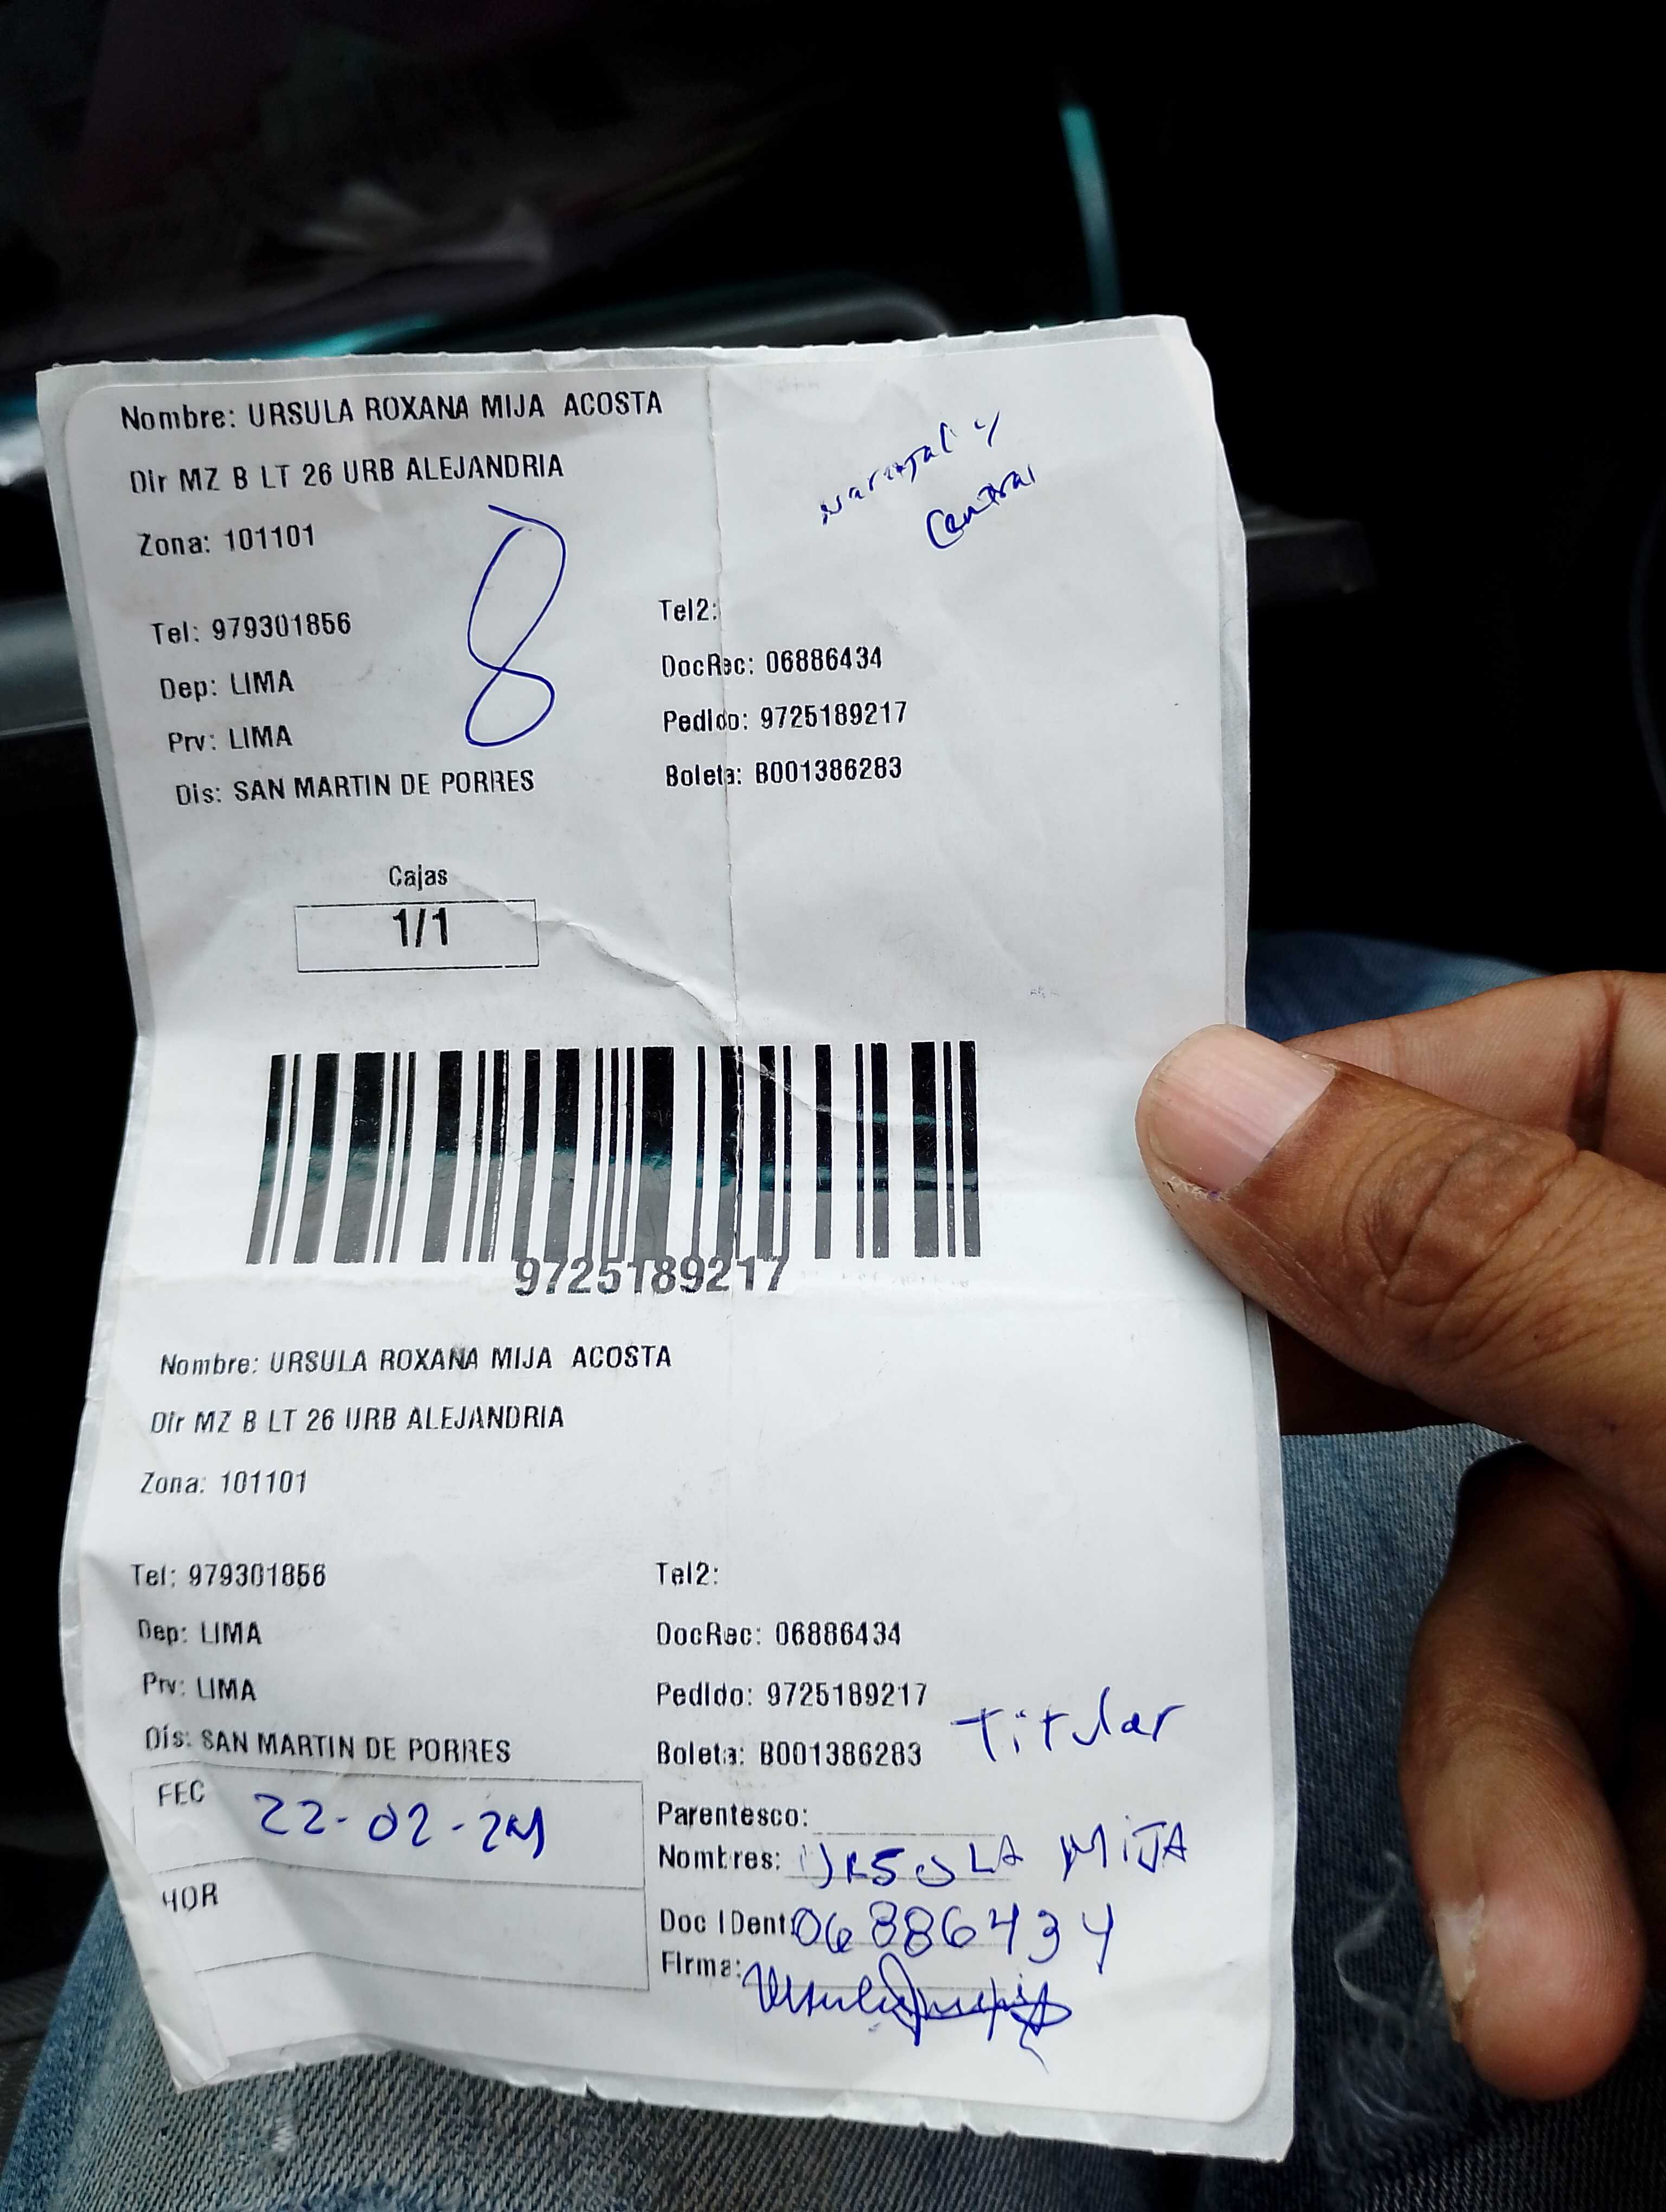 Nombre: URSULA ROXANA MIJA ACOSTA
Naranjal y
Central
Dir MZ B LT 26 URB ALEJANDRIA
Zona: 101101
8
Tel: 979301856
Tel2:
Dep: LIMA
DocRec: 06886434
Prv: LIMA
Pedido: 9725189217
Dis: SAN MARTIN DE PORRES
Boleta: B001386283
Cajas
1/1
9725189217
Nombre: URSULA ROXANA MIJA ACOSTA
Dir MZ B LT 26 URB ALEJANDRIA
Zona: 101101
Tel: 979301856
Tel2:
Dep: LIMA
DocRec: 06886434
Prv: LIMA
Pedido: 9725189217
Titular
Dis: SAN MARTIN DE PORRES
Boleta: B001386283
FEC 22-02-24
Parentesco:
Nombres: URSULA MIJA
HOR
Doc IDent: 06886434
Firma: